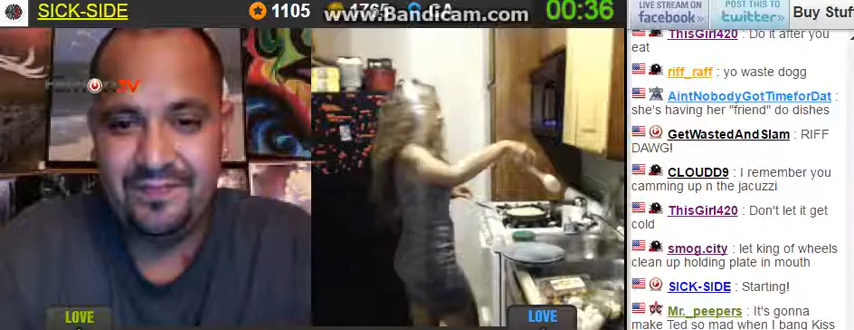 SICK-SIDE
1105
1765
GA
www.Bandicam.com
00:36
LIVE STREAM ON
facebook
POST THIS TO
twitter
Buy Stuff
TV
LOVE
LOVE
ThisGirl420 : Do it after you
eat
riff_raff : yo waste dogg
AintNobodyGotTimeforDat :
she's having her "friend" do dishes
GetWastedAndSlam : RIFF
DAWG!
CLOUDD9 : I remember you
camming up n the jacuzzi
ThisGirl420 : Don't let it get
cold
smog.city : let king of wheels
clean up holding plate in mouth
SICK-SIDE : Starting!
Mr._peepers : It's gonna
make Ted so mad when I bang Kiss